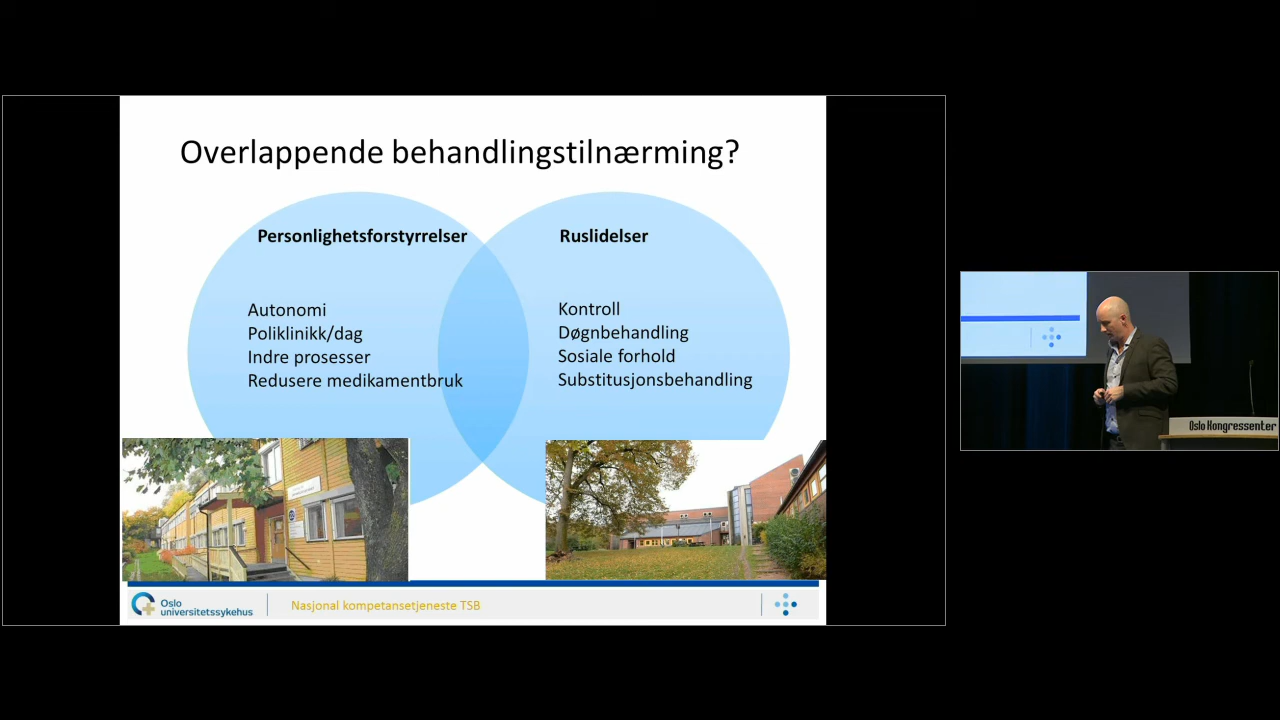 Overlappende behandlingstilnærming?
Personlighetsforstyrrelser
Autonomi
Poliklinikk/dag
Indre prosesser
Redusere medikamentbruk
Ruslidelser
Kontroll
Døgnbehandling
Sosiale forhold
Substitusjonsbehandling
Oslo
universitetssykehus
Nasjonal kompetansetjeneste TSB
Oslo Kongressenter